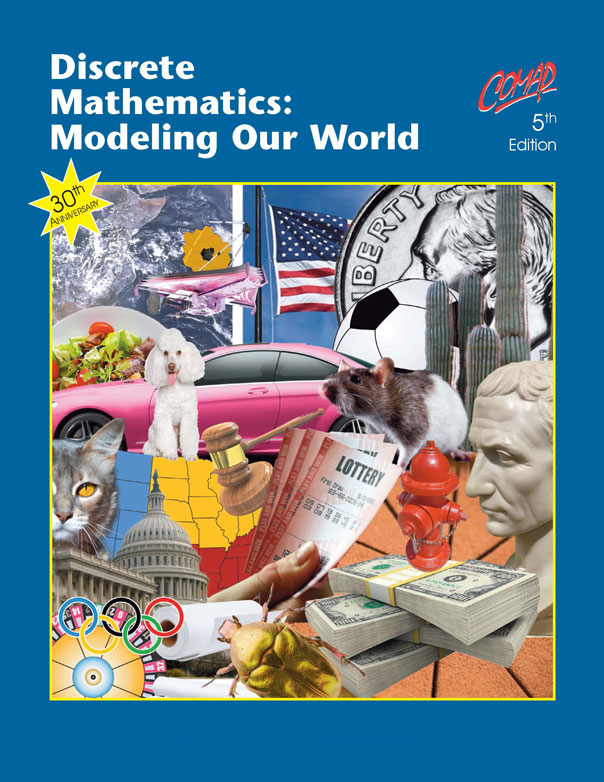 Discrete
Mathematics:
Modeling Our World
COMAP
5th
Edition
30th
ANNIVERSARY
LIBERTY
LOTTERY